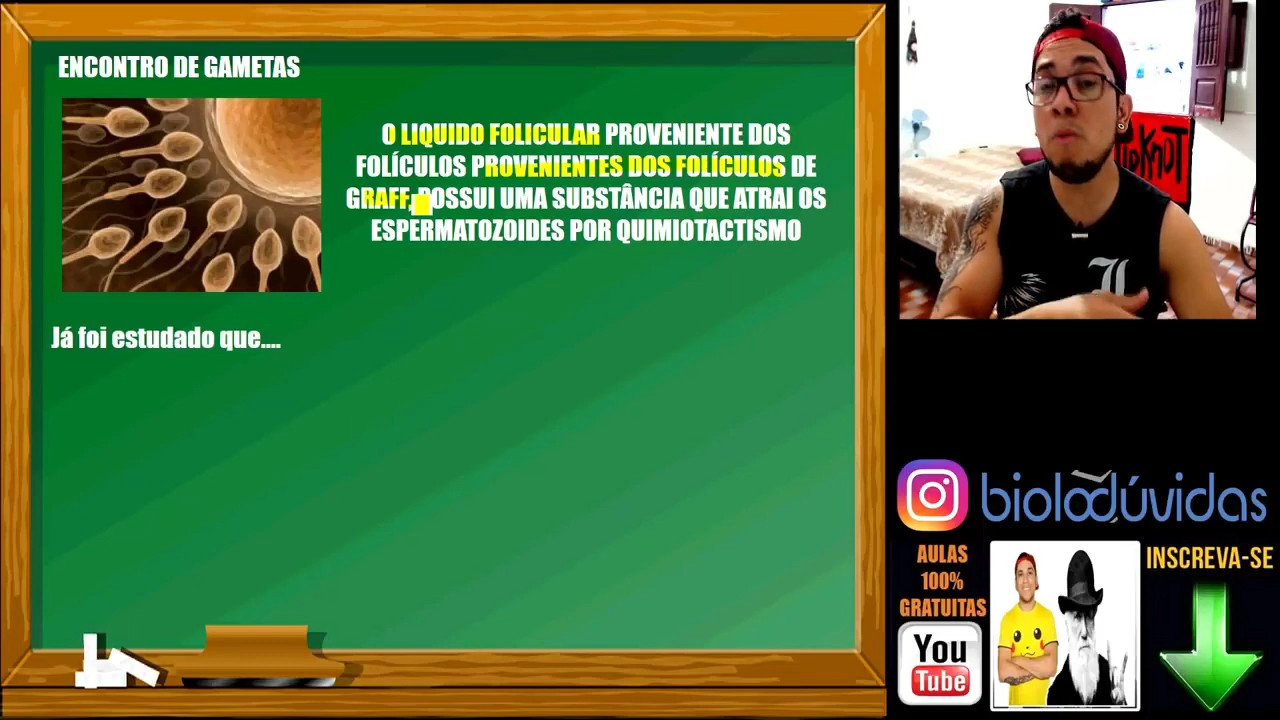 ENCONTRO DE GAMETAS
O LIQUIDO FOLICULAR PROVENIENTE DOS
FOLÍCULOS PROVENIENTES DOS FOLÍCULOS DE
GRAFF, POSSUI UMA SUBSTÂNCIA QUE ATRAI OS
ESPERMATOZOIDES POR QUIMIOTACTISMO
Já foi estudado que....
biolodúvidas
AULAS
100%
GRATUITAS
You
Tube
INSCREVA-SE